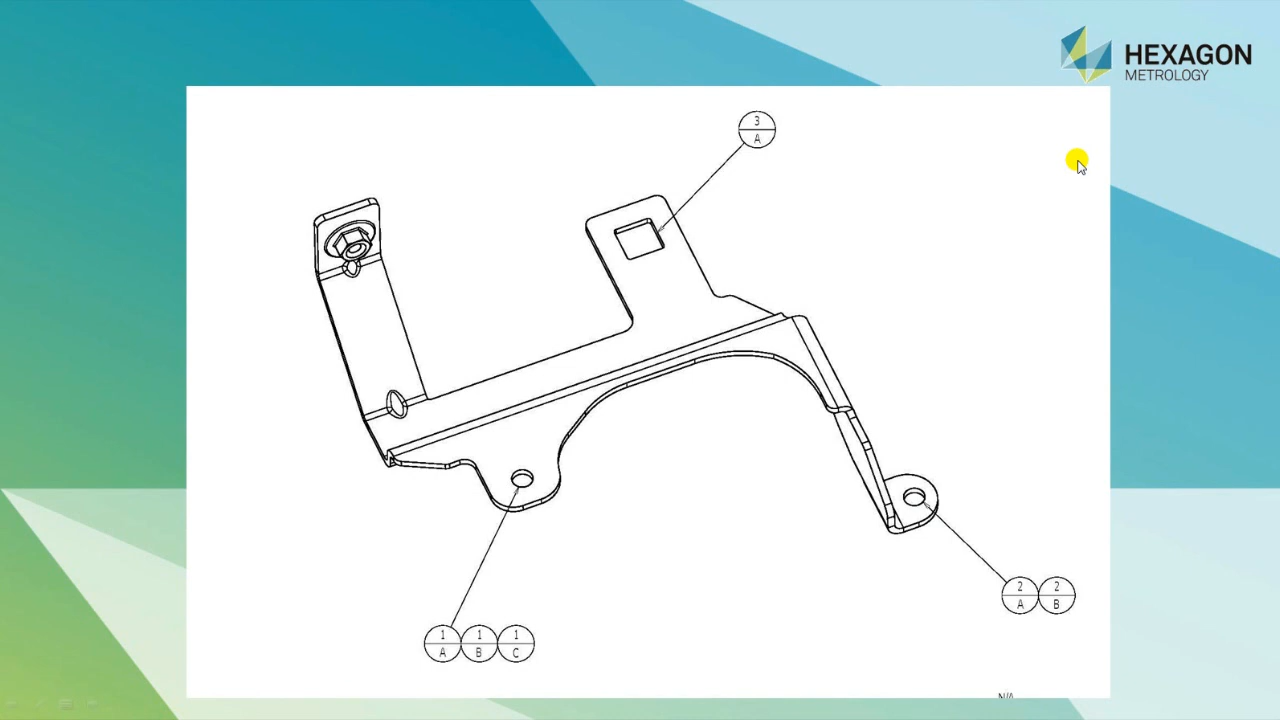 HEXAGON
METROLOGY
3
A
2 2
A B
1 1 1
A B C